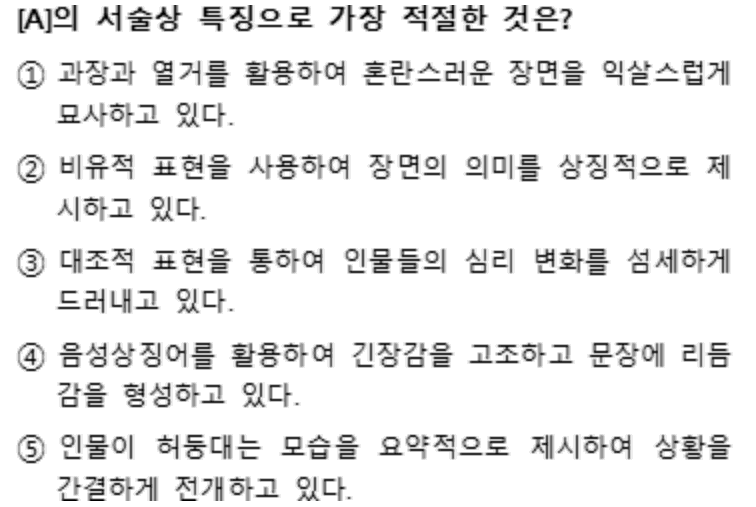 [A]의 서술상 특징으로 가장 적절한 것은?
① 과장과 열거를 활용하여 혼란스러운 장면을 익살스럽게
묘사하고 있다.
② 비유적 표현을 사용하여 장면의 의미를 상징적으로 제
시하고 있다.
③ 대조적 표현을 통하여 인물들의 심리 변화를 섬세하게
드러내고 있다.
④ 음성상징어를 활용하여 긴장감을 고조하고 문장에 리듬
감을 형성하고 있다.
⑤ 인물이 허둥대는 모습을 요약적으로 제시하여 상황을
간결하게 전개하고 있다.